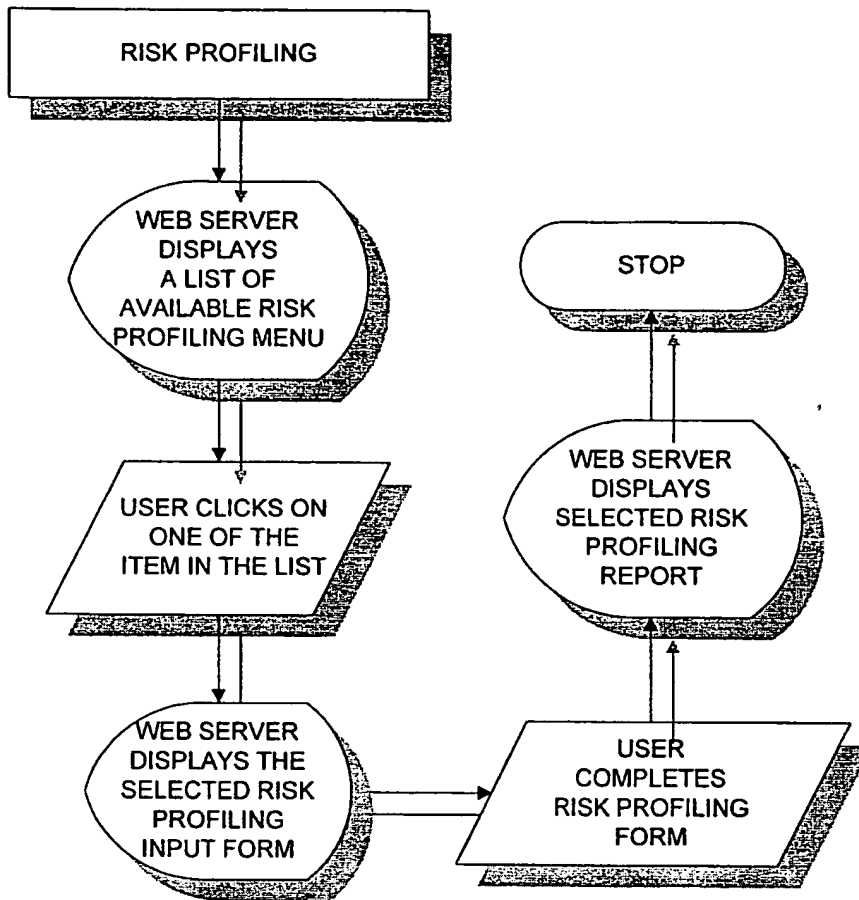 RISK PROFILING
WEB SERVER
DISPLAYS
A LIST OF
AVAILABLE RISK
PROFILING MENU
USER CLICKS ON
ONE OF THE
ITEM IN THE LIST
WEB SERVER
DISPLAYS THE
SELECTED RISK
PROFILING
INPUT FORM
USER
COMPLETES
RISK PROFILING
FORM
WEB SERVER
DISPLAYS
SELECTED RISK
PROFILING
REPORT
STOP